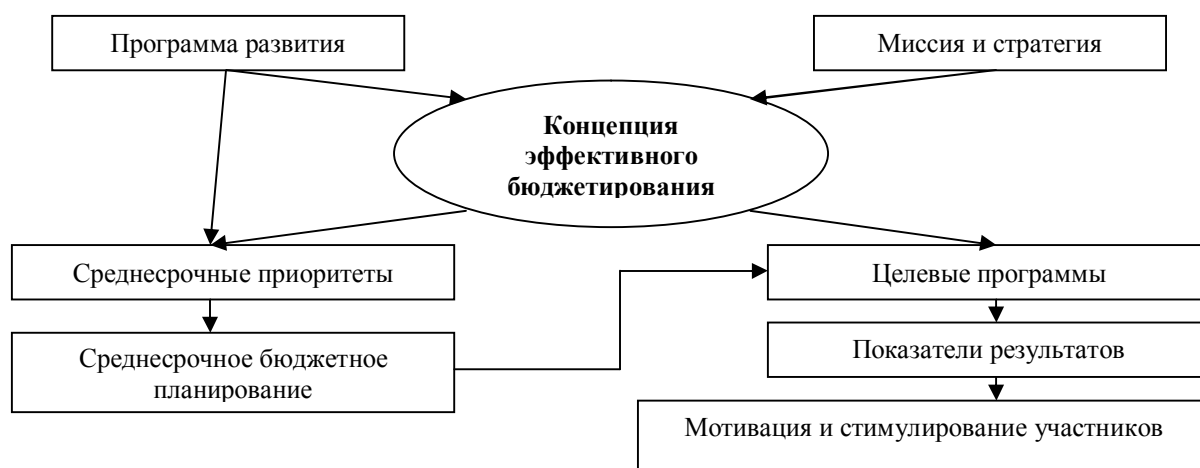 Программа развития
Миссия и стратегия
Концепция
эффективного
бюджетирования
Среднесрочные приоритеты
Целевые программы
Среднесрочное бюджетное
планирование
Показатели результатов
Мотивация и стимулирование участников